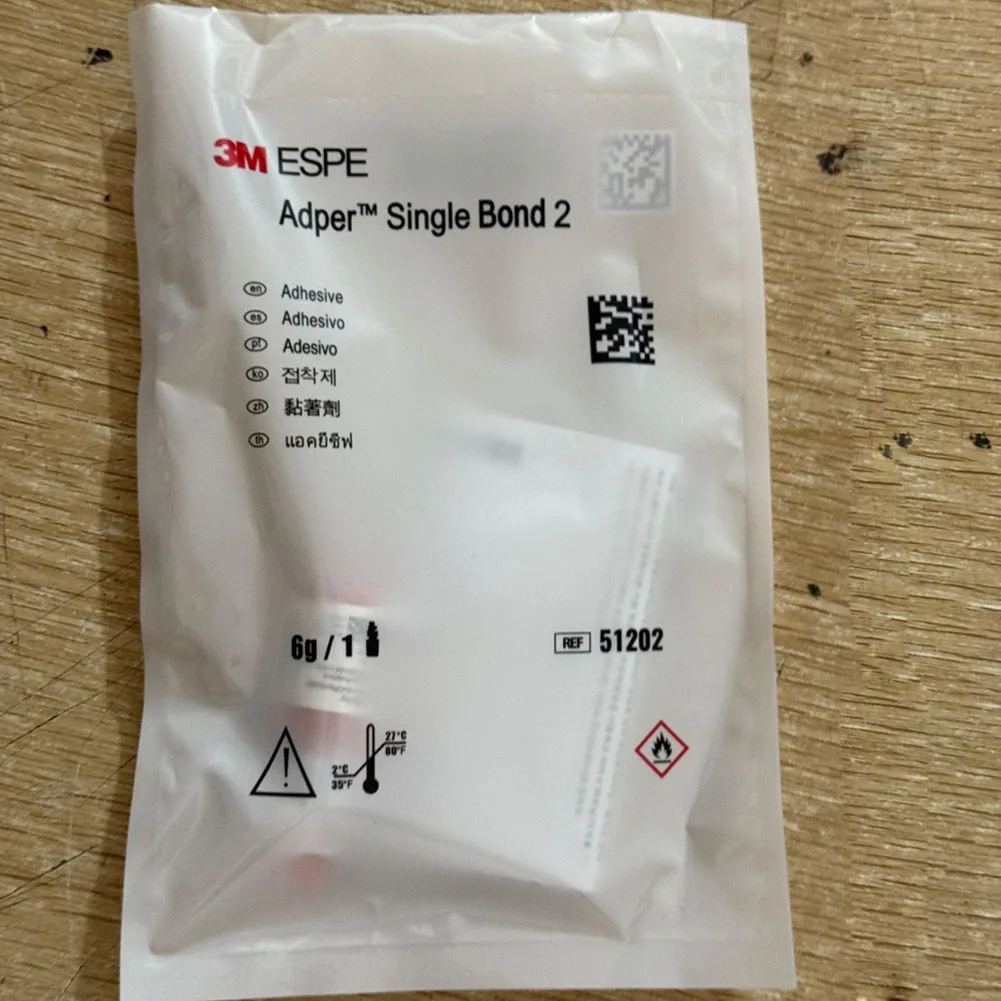 3M ESPE
Adper™ Single Bond 2
en Adhesive
es Adhesivo
pt Adesivo
ko 접착제
zh 黏著劑
th แอดฮีซีฟ
6g / 1
REF 51202
27°C
80°F
2°C
35°F